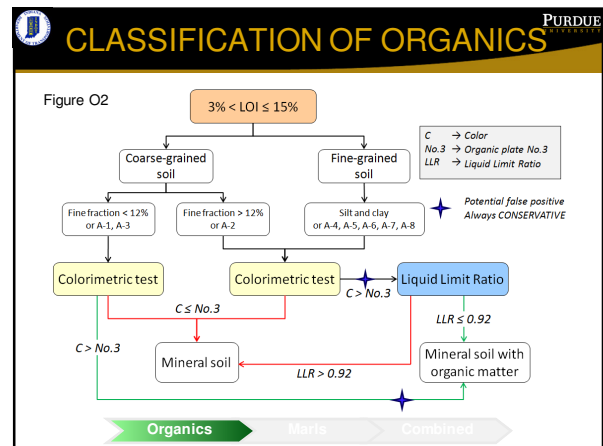 PURDUE
UNIVERSITY
CLASSIFICATION OF ORGANICS
Figure O2
3% < LOI ≤ 15%
C → Color
No.3 → Organic plate No.3
LLR → Liquid Limit Ratio
Coarse-grained
soil
Fine-grained
soil
Potential false positive
Always CONSERVATIVE
Fine fraction < 12%
or A-1, A-3
Fine fraction > 12%
or A-2
Silt and clay
or A-4, A-5, A-6, A-7, A-8
Colorimetric test
Colorimetric test
Liquid Limit Ratio
C > No.3
C ≤ No.3
LLR ≤ 0.92
C > No.3
Mineral soil
LLR > 0.92
Mineral soil with
organic matter
Organics
Marls
Combined